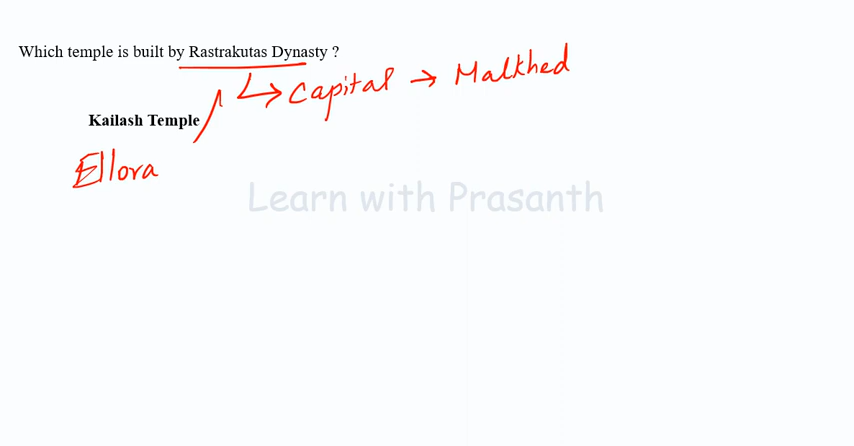 Which temple is built by Rastrakutas Dynasty ?
Capital → Malkhed
Kailash Temple
Ellora
Learn with Prasanth